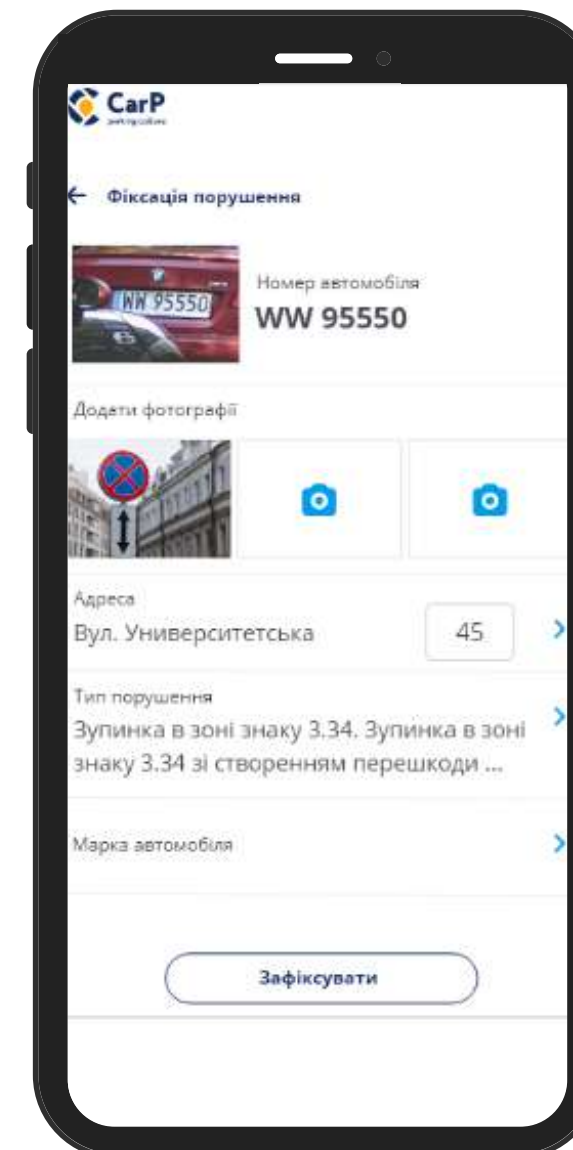 CarP
Фіксація порушення
WW 95550
Номер автомобіля
WW 95550
Додати фотографії
Адреса
Вул. Университетська
45
Тип порушення
Зупинка в зоні знаку 3.34. Зупинка в зоні
знаку 3.34 зі створенням перешкоди ...
Марка автомобіля
Зафіксувати